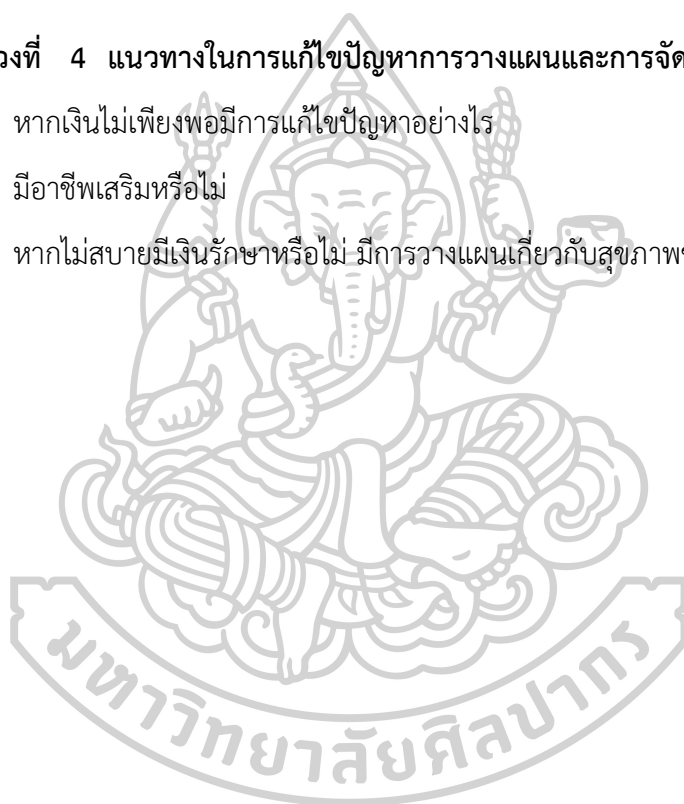 วงที่ 4 แนวทางในการแก้ไขปัญหาการวางแผนและการจัด
หากเงินไม่เพียงพอมีการแก้ไขปัญหาอย่างไร
มีอาชีพเสริมหรือไม่
หากไม่สบายมีเงินรักษาหรือไม่ มีการวางแผนเกี่ยวกับสุขภาพ
มหาวิทยาลัยศิลปากร